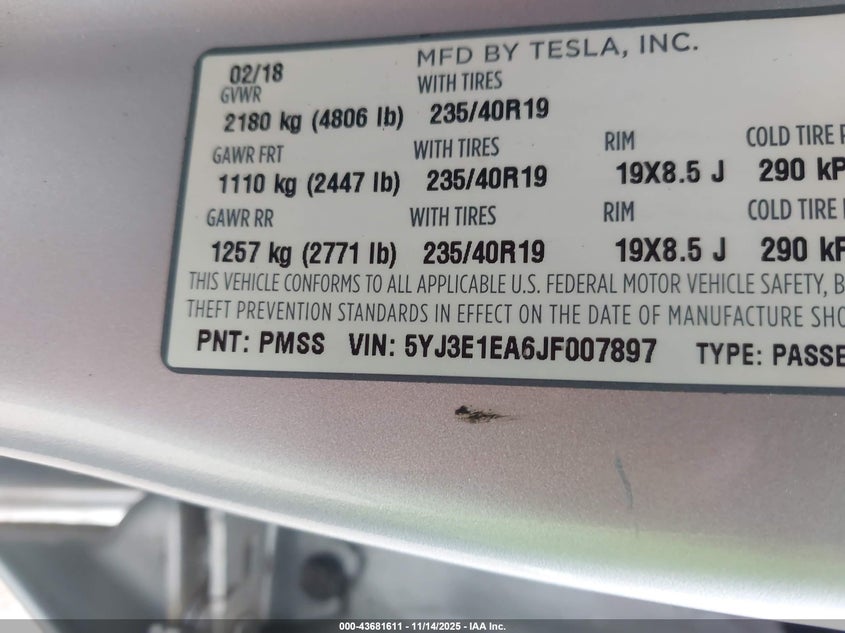 MFD BY TESLA, INC.
02/18
GVWR WITH TIRES
2180 kg (4806 lb) 235/40R19
GAWR FRT WITH TIRES RIM COLD TIRE
1110 kg (2447 lb) 235/40R19 19X8.5 J 290 kP
GAWR RR WITH TIRES RIM COLD TIRE
1257 kg (2771 lb) 235/40R19 19X8.5 J 290 kP
THIS VEHICLE CONFORMS TO ALL APPLICABLE U.S. FEDERAL MOTOR VEHICLE SAFETY, B
THEFT PREVENTION STANDARDS IN EFFECT ON THE DATE OF MANUFACTURE SHO
PNT: PMSS VIN: 5YJ3E1EA6JF007897 TYPE: PASSE
000-43681611 - 11/14/2025 - IAA Inc.